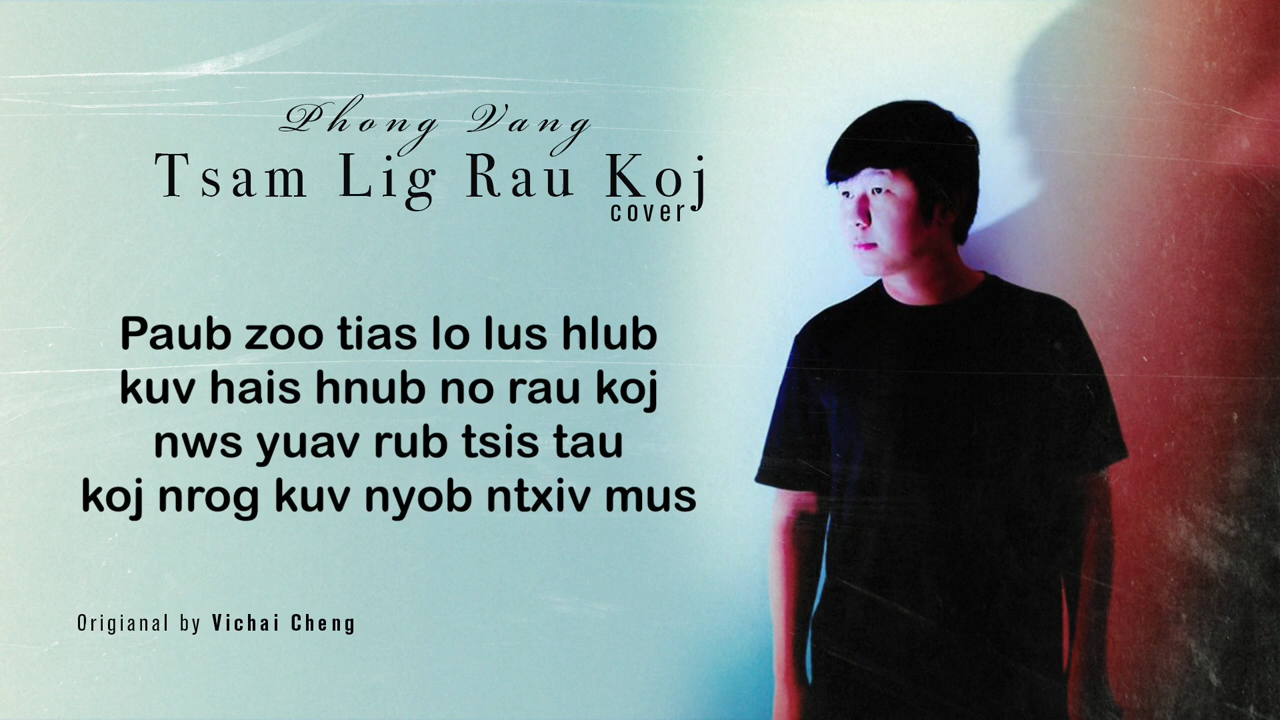 Phong Vang
Tsam Lig Rau Koj
cover
Paub zoo tias lo lus hlub
kuv hais hnub no rau koj
nws yuav rub tsis tau
koj nrog kuv nyob ntxiv mus
Origianal by Vichai Cheng